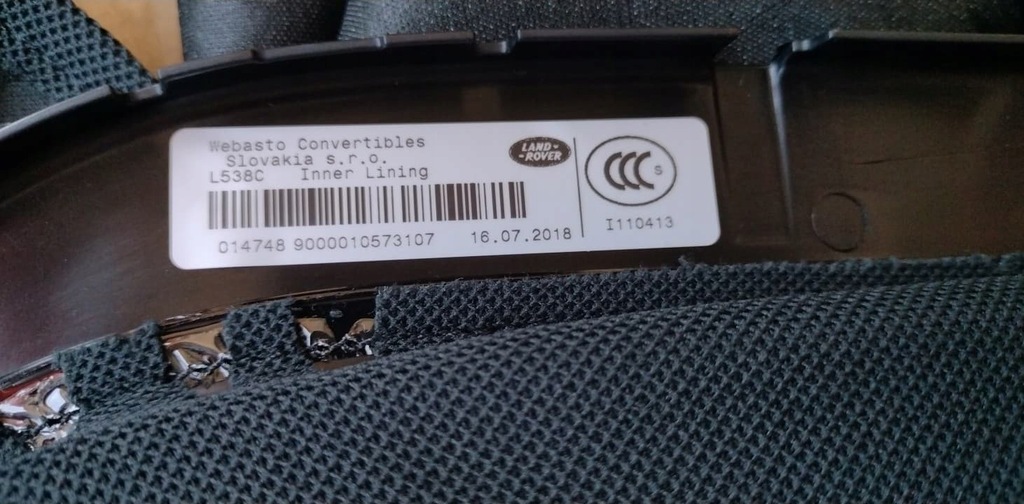 Webasto Convertibles
Slovakia s.r.o.
L538C Inner Lining
LAND-
-ROVER
CCC S
014748 9000010573107 16.07.2018
I110413